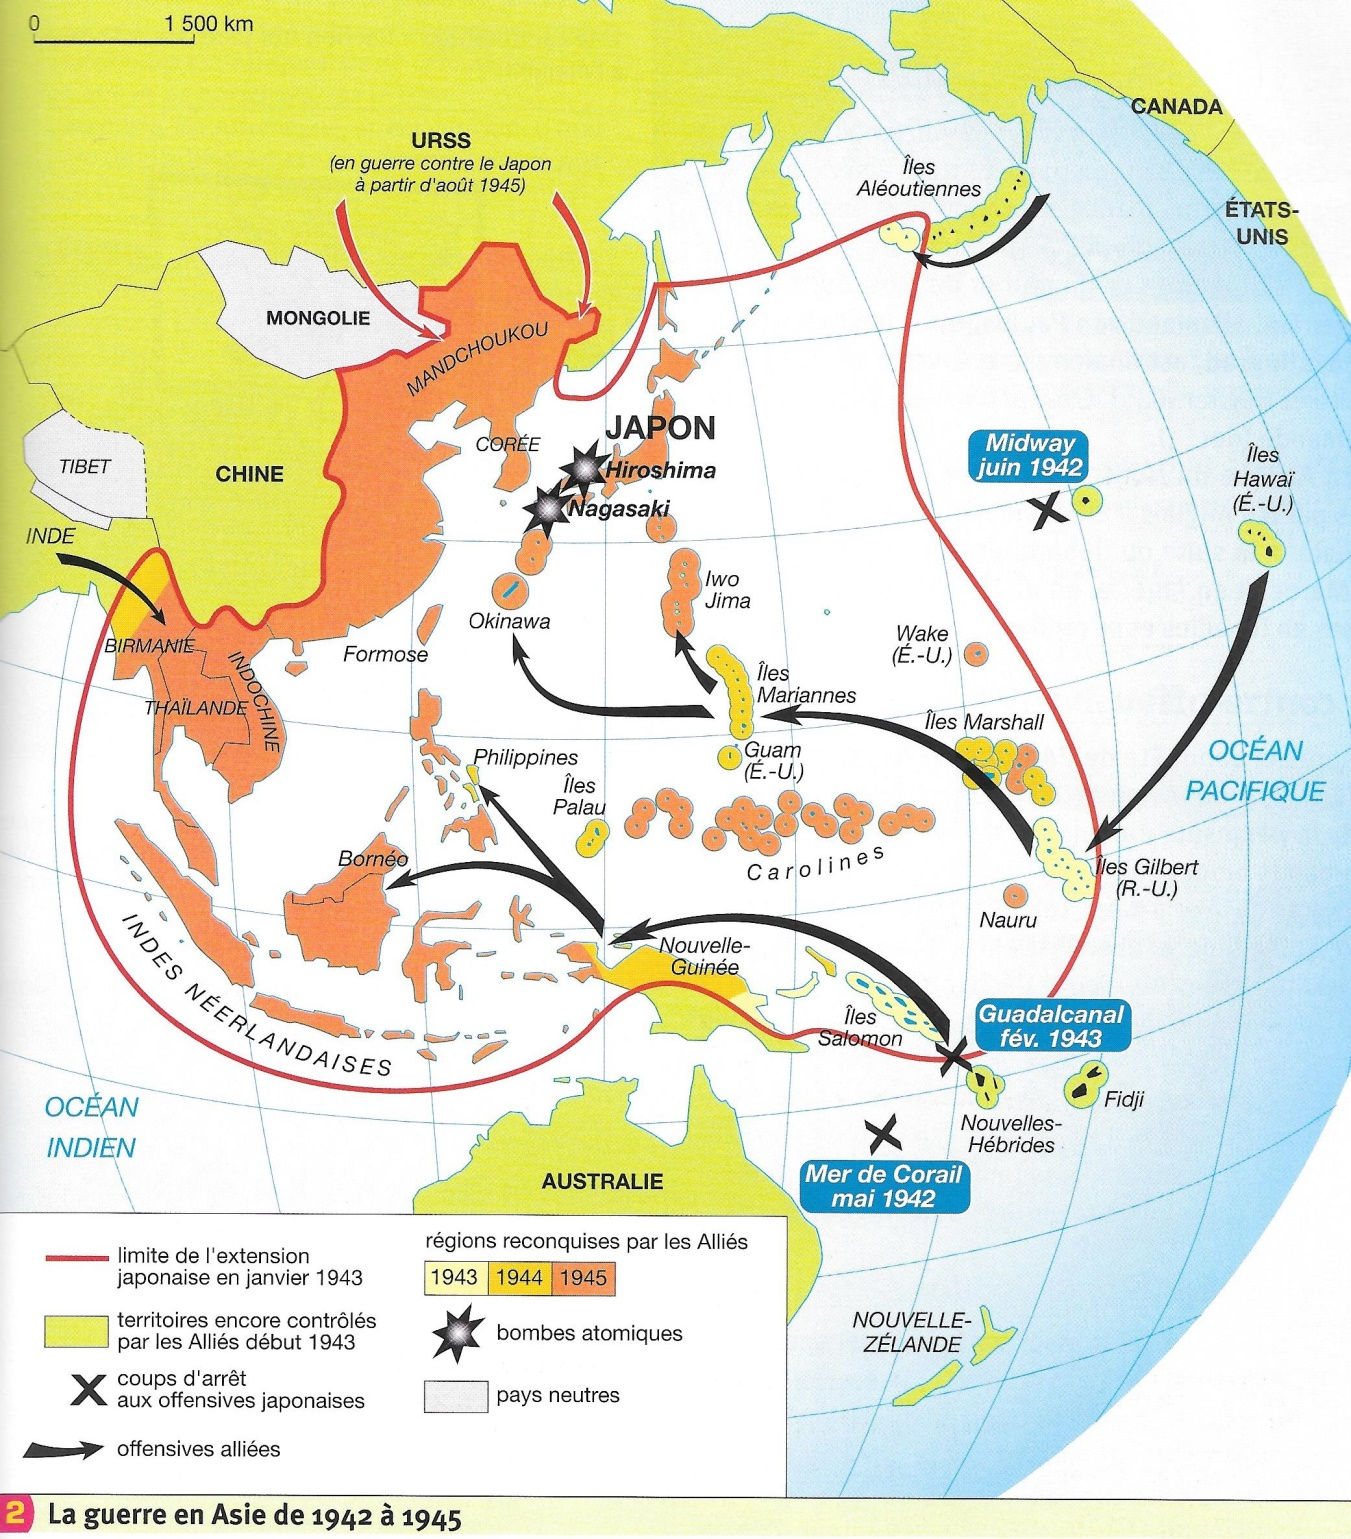 0 1 500 km
CANADA
URSS
(en guerre contre le Japon
à partir d'août 1945)
Îles
Aléoutiennes
ÉTATS-
UNIS
MONGOLIE
MANDCHOUKOU
JAPON
CORÉE
Midway
juin 1942
Îles
Hawaï
(É.-U.)
TIBET
CHINE
Hiroshima
Nagasaki
INDE
Iwo
Jima
Okinawa
Wake
(É.-U.)
BIRMANIE
Formose
INDOCHINE
Îles
Mariannes
THAÏLANDE
Îles Marshall
Philippines
Guam
(É.-U.)
OCÉAN
PACIFIQUE
Îles
Palau
Bornéo
Carolines
Îles Gilbert
(R.-U.)
Nauru
INDES NÉERLANDAISES
Nouvelle-
Guinée
Îles
Salomon
Guadalcanal
fév. 1943
Fidji
OCÉAN
INDIEN
Nouvelles-
Hébrides
Mer de Corail
mai 1942
AUSTRALIE
limite de l'extension
japonaise en janvier 1943
territoires encore contrôlés
par les Alliés début 1943
coups d'arrêt
aux offensives japonaises
offensives alliées
régions reconquises par les Alliés
1943 1944 1945
bombes atomiques
pays neutres
NOUVELLE-
ZÉLANDE
2 La guerre en Asie de 1942 à 1945